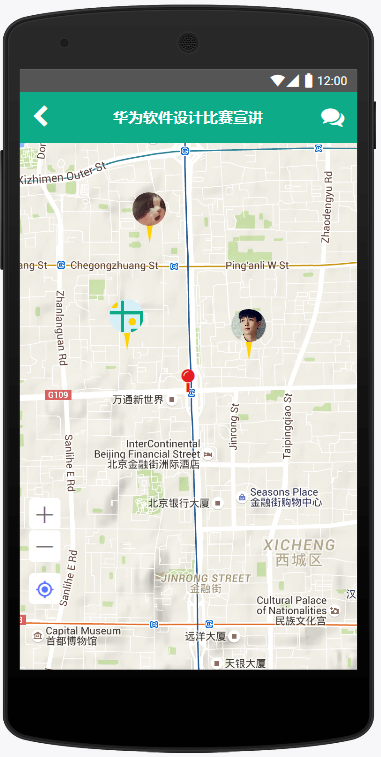 12:00
华为软件设计比赛宣讲
Xizhimen Outer St
Zhaodengyu Rd
Chegongzhuang St
Ping'anli W St
Zhanlanguan Rd
G109
万通新世界
Jinrong St
Taipingqiao St
Sanlihe E Rd
InterContinental
Beijing Financial Street
北京金融街洲际酒店
北京银行大厦
Seasons Place
金融街购物中心
XICHENG
西城区
JINRONG STREET
金融街
Sanlihe E Rd
Cultural Palace
of Nationalities
民族文化宫
Capital Museum
首都博物馆
远洋大厦
天银大厦